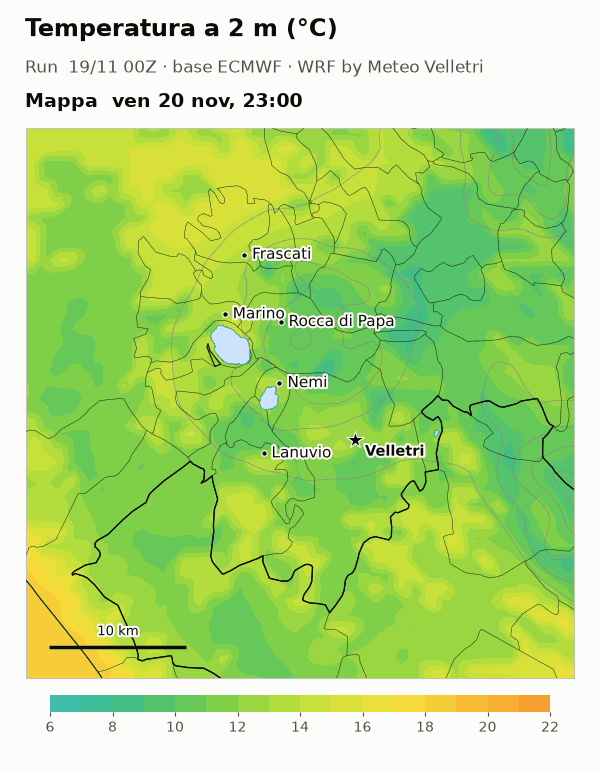 Temperatura a 2 m (°C)
Run  19/11 00Z · base ECMWF · WRF by Meteo Velletri
Mappa  ven 20 nov, 23:00
Frascati
Marino
Rocca di Papa
Nemi
Velletri
Lanuvio
10 km
6 8 10 12 14 16 18 20 22